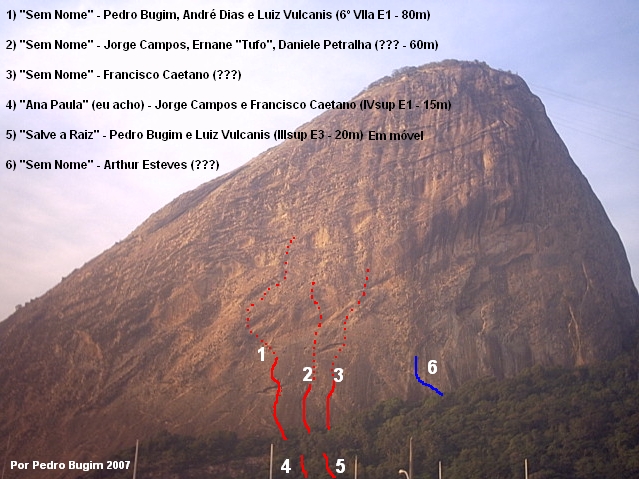 1) "Sem Nome" - Pedro Bugim, André Dias e Luiz Vulcanis (6º VIIa E1 - 80m)
2) "Sem Nome" - Jorge Campos, Ernane "Tufo", Daniele Petralha (??? - 60m)
3) "Sem Nome" - Francisco Caetano (???)
4) "Ana Paula" (eu acho) - Jorge Campos e Francisco Caetano (IVsup E1 - 15m)
5) "Salve a Raiz" - Pedro Bugim e Luiz Vulcanis (IIIsup E3 - 20m) Em móvel
6) "Sem Nome" - Arthur Esteves (???)
1
2
3
6
4
5
Por Pedro Bugim 2007